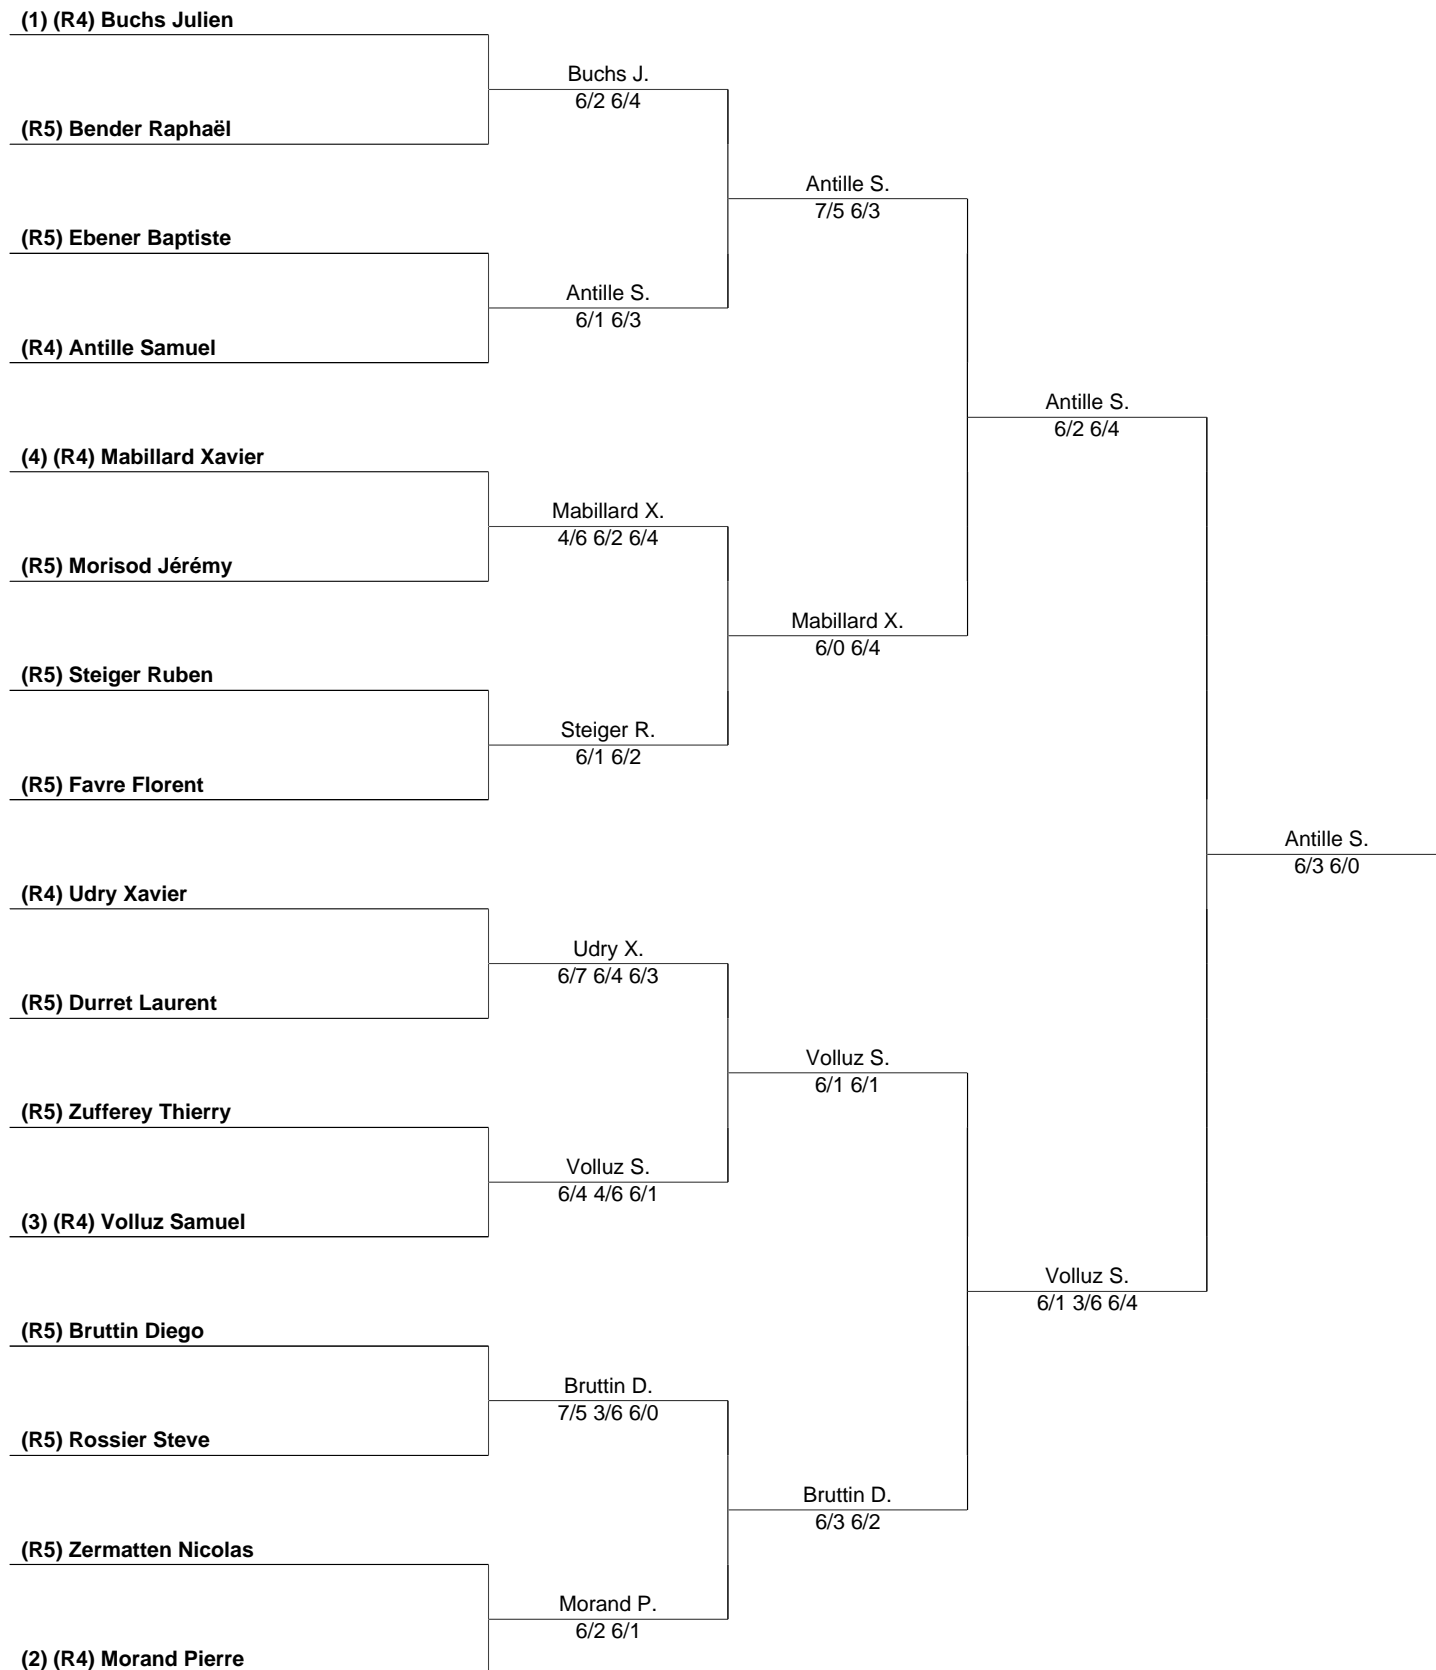 (1) (R4) Buchs Julien
Buchs J.
6/2 6/4
(R5) Bender Raphaël
Antille S.
7/5 6/3
(R5) Ebener Baptiste
Antille S.
6/1 6/3
(R4) Antille Samuel
Antille S.
6/2 6/4
(4) (R4) Mabillard Xavier
Mabillard X.
4/6 6/2 6/4
(R5) Morisod Jérémy
Mabillard X.
6/0 6/4
(R5) Steiger Ruben
Steiger R.
6/1 6/2
(R5) Favre Florent
Antille S.
6/3 6/0
(R4) Udry Xavier
Udry X.
6/7 6/4 6/3
(R5) Durret Laurent
Volluz S.
6/1 6/1
(R5) Zufferey Thierry
Volluz S.
6/4 4/6 6/1
(3) (R4) Volluz Samuel
Volluz S.
6/1 3/6 6/4
(R5) Bruttin Diego
Bruttin D.
7/5 3/6 6/0
(R5) Rossier Steve
Bruttin D.
6/3 6/2
(R5) Zermatten Nicolas
Morand P.
6/2 6/1
(2) (R4) Morand Pierre